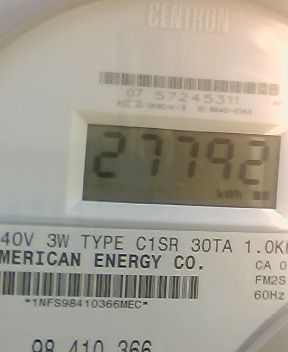 CENTRON
07 57245311
27792
kWh
40V 3W TYPE C1SR 30TA 1.0K
MERICAN ENERGY CO.
CA 0
FM2S
60Hz
*1NFS98410366MEC*
98 410 366